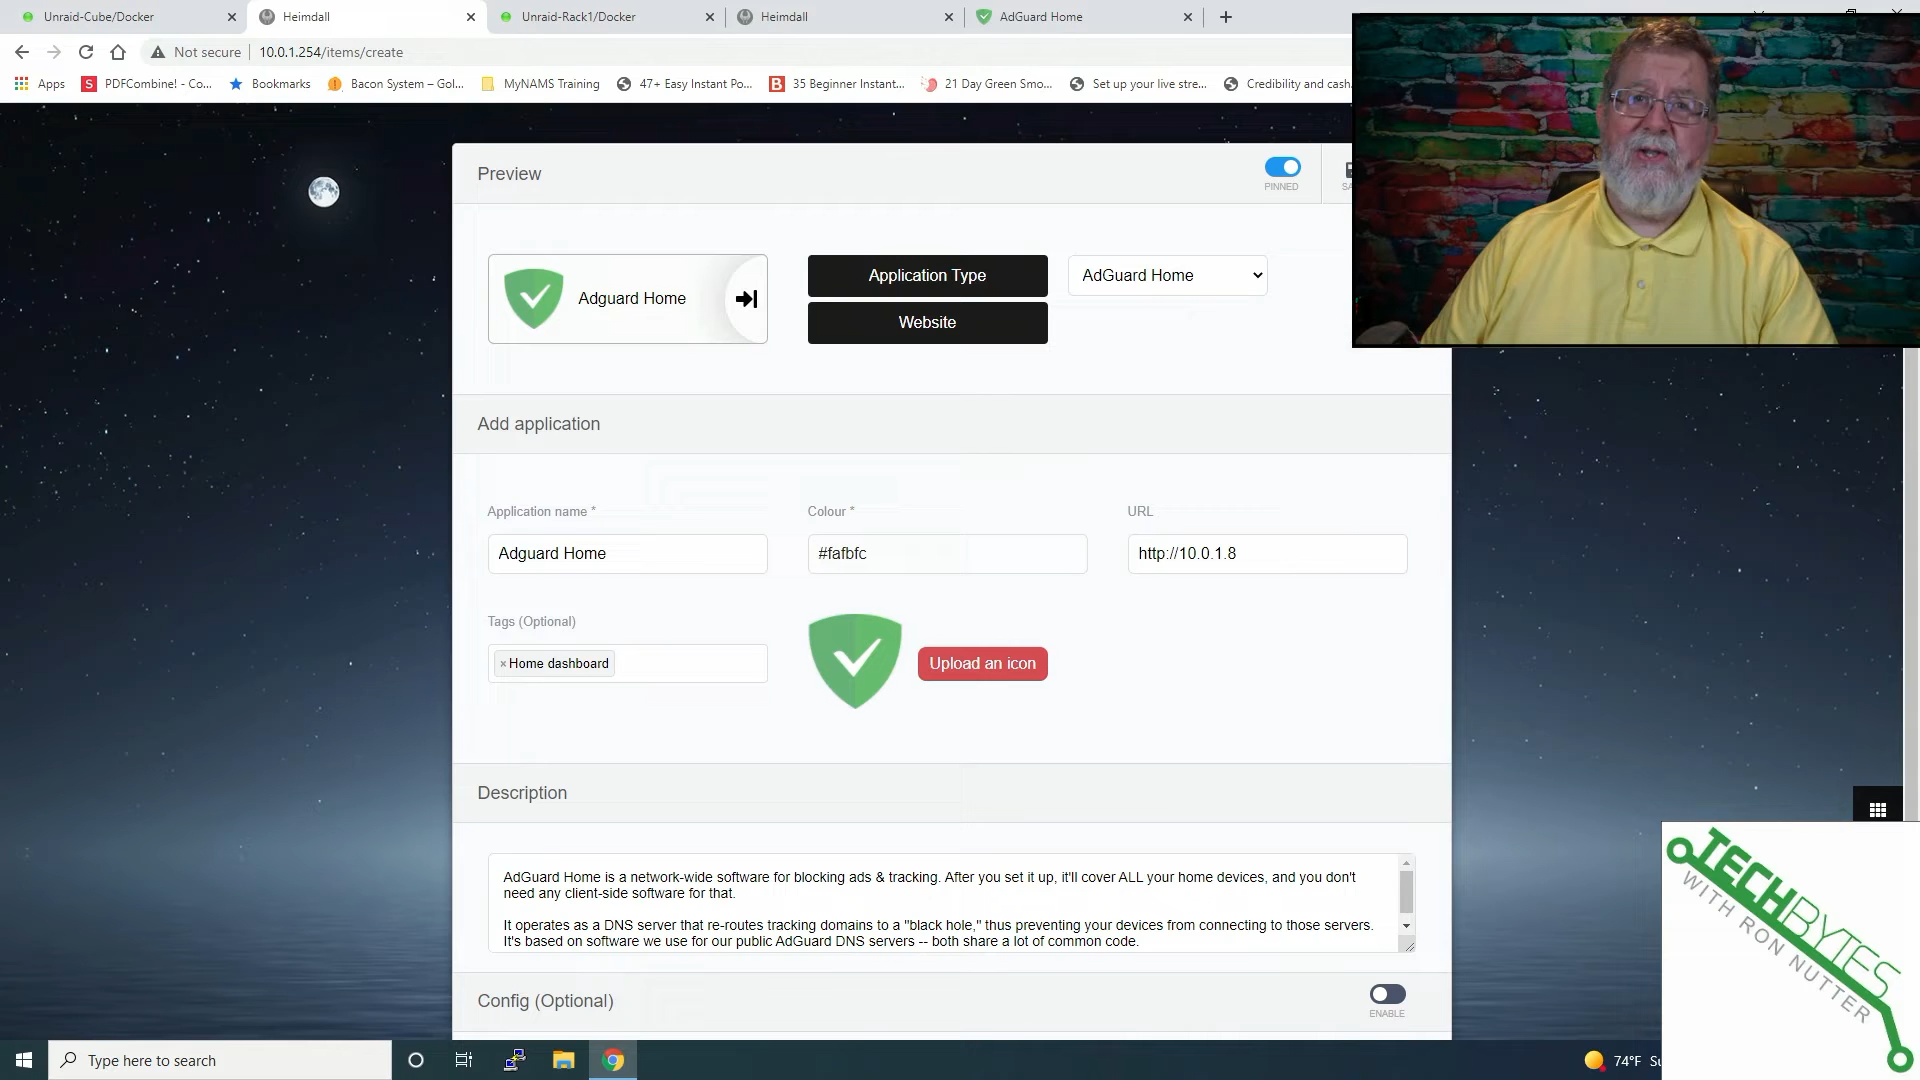 Unraid-Cube/Docker
Heimdall
Unraid-Rack1/Docker
Heimdall
AdGuard Home
Not secure
10.0.1.254/items/create
Apps
PDFCombine! - Co...
Bookmarks
Bacon System – Gol...
MyNAMS Training
47+ Easy Instant Po...
35 Beginner Instant...
21 Day Green Smo...
Set up your live stre...
Credibility and cash
Preview
PINNED
Adguard Home
Application Type
AdGuard Home
Website
Add application
Application name *
Colour *
URL
Adguard Home
#fafbfc
http://10.0.1.8
Tags (Optional)
× Home dashboard
Upload an icon
Description
AdGuard Home is a network-wide software for blocking ads & tracking. After you set it up, it'll cover ALL your home devices, and you don't
need any client-side software for that.
It operates as a DNS server that re-routes tracking domains to a "black hole," thus preventing your devices from connecting to those servers.
It's based on software we use for our public AdGuard DNS servers -- both share a lot of common code.
Config (Optional)
ENABLE
TECHBYTES
WITH RON NUTTER
Type here to search
74°F